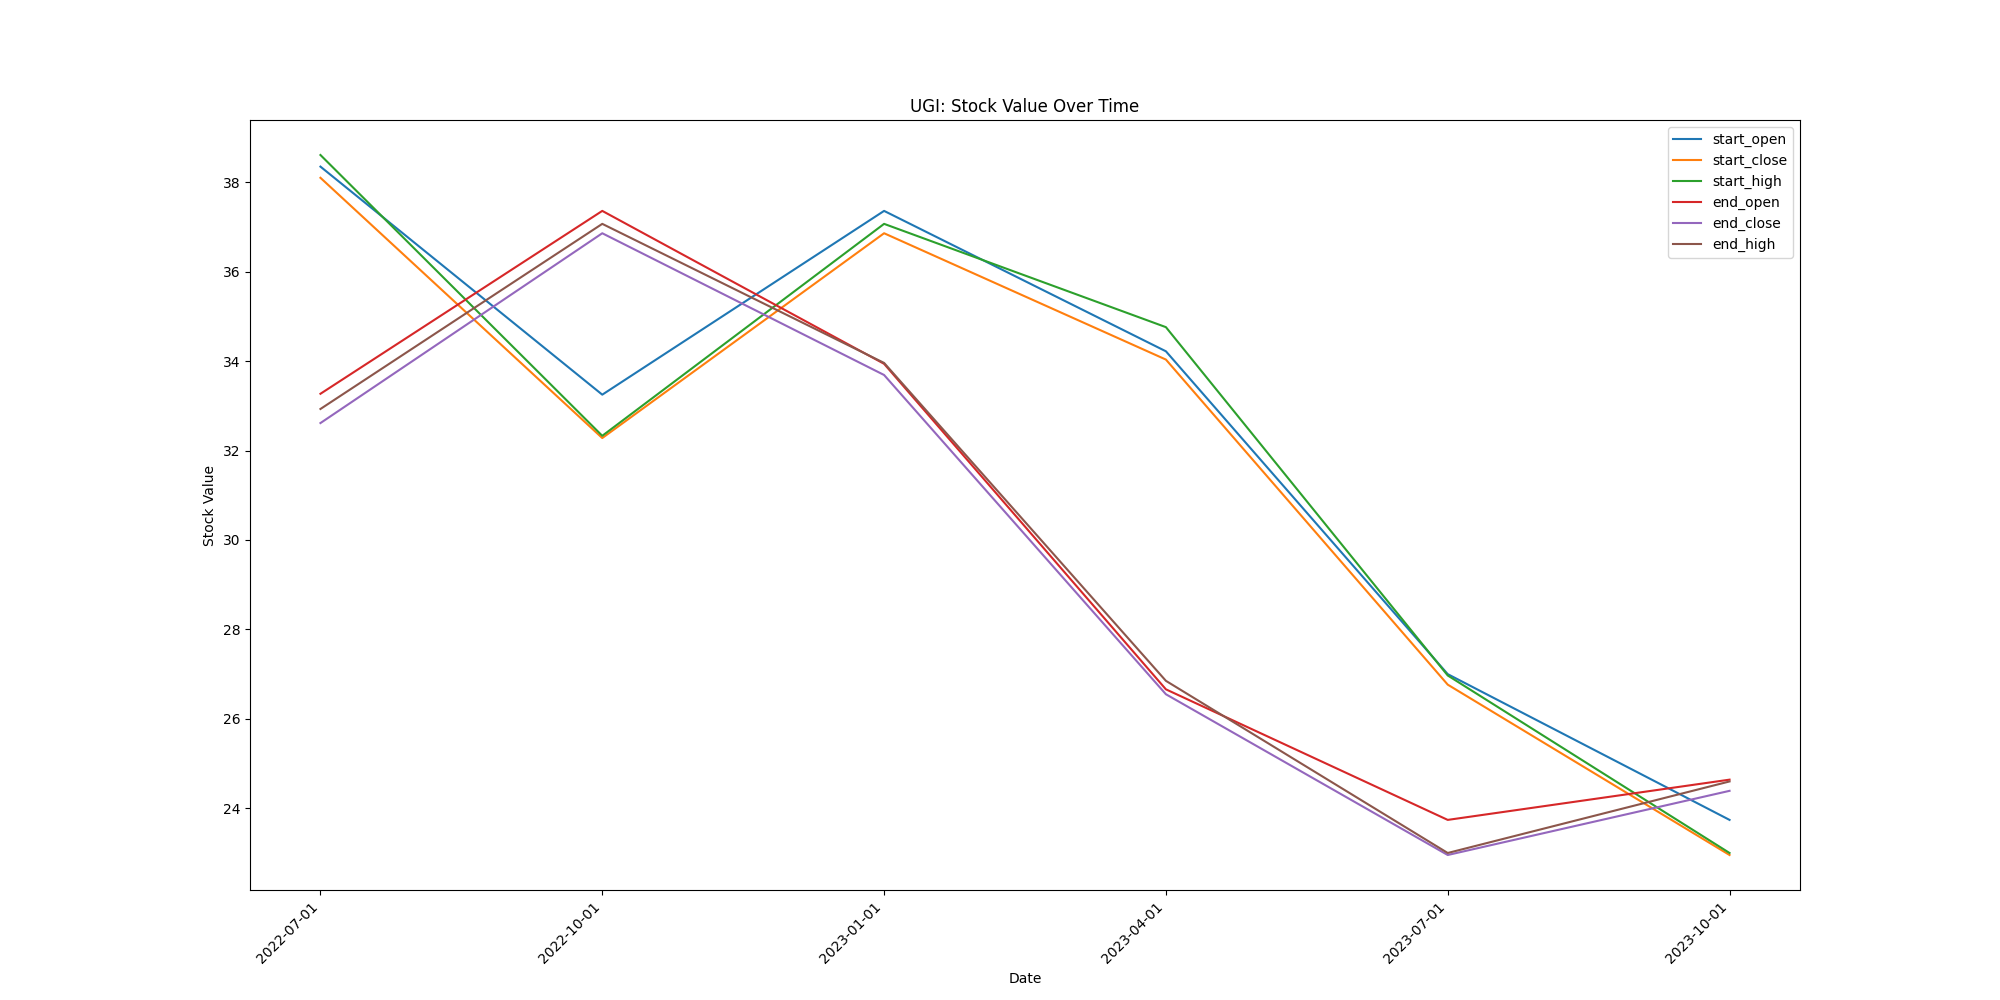 UGI: Stock Value Over Time
start_open
start_close
start_high
end_open
end_close
end_high
Stock Value
38
36
34
32
30
28
26
24
2022-07-01
2022-10-01
2023-01-01
2023-04-01
2023-07-01
2023-10-01
Date